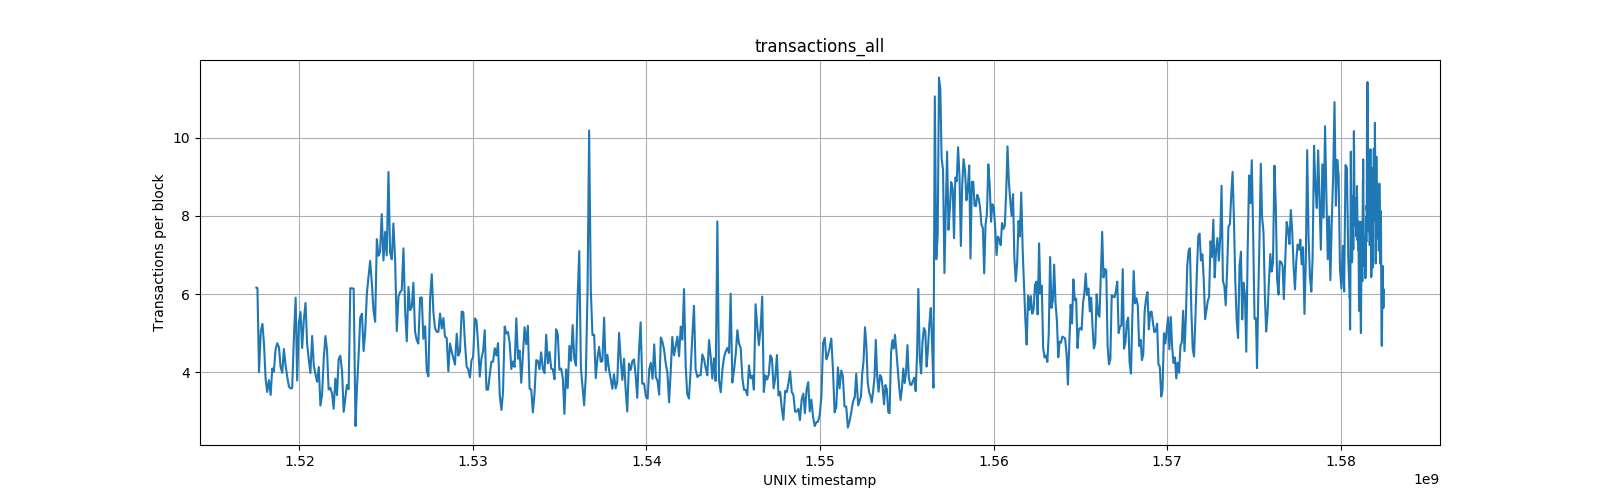 transactions_all
Transactions per block
10
8
6
4
1.52 1.53 1.54 1.55 1.56 1.57 1.58
1e9
UNIX timestamp